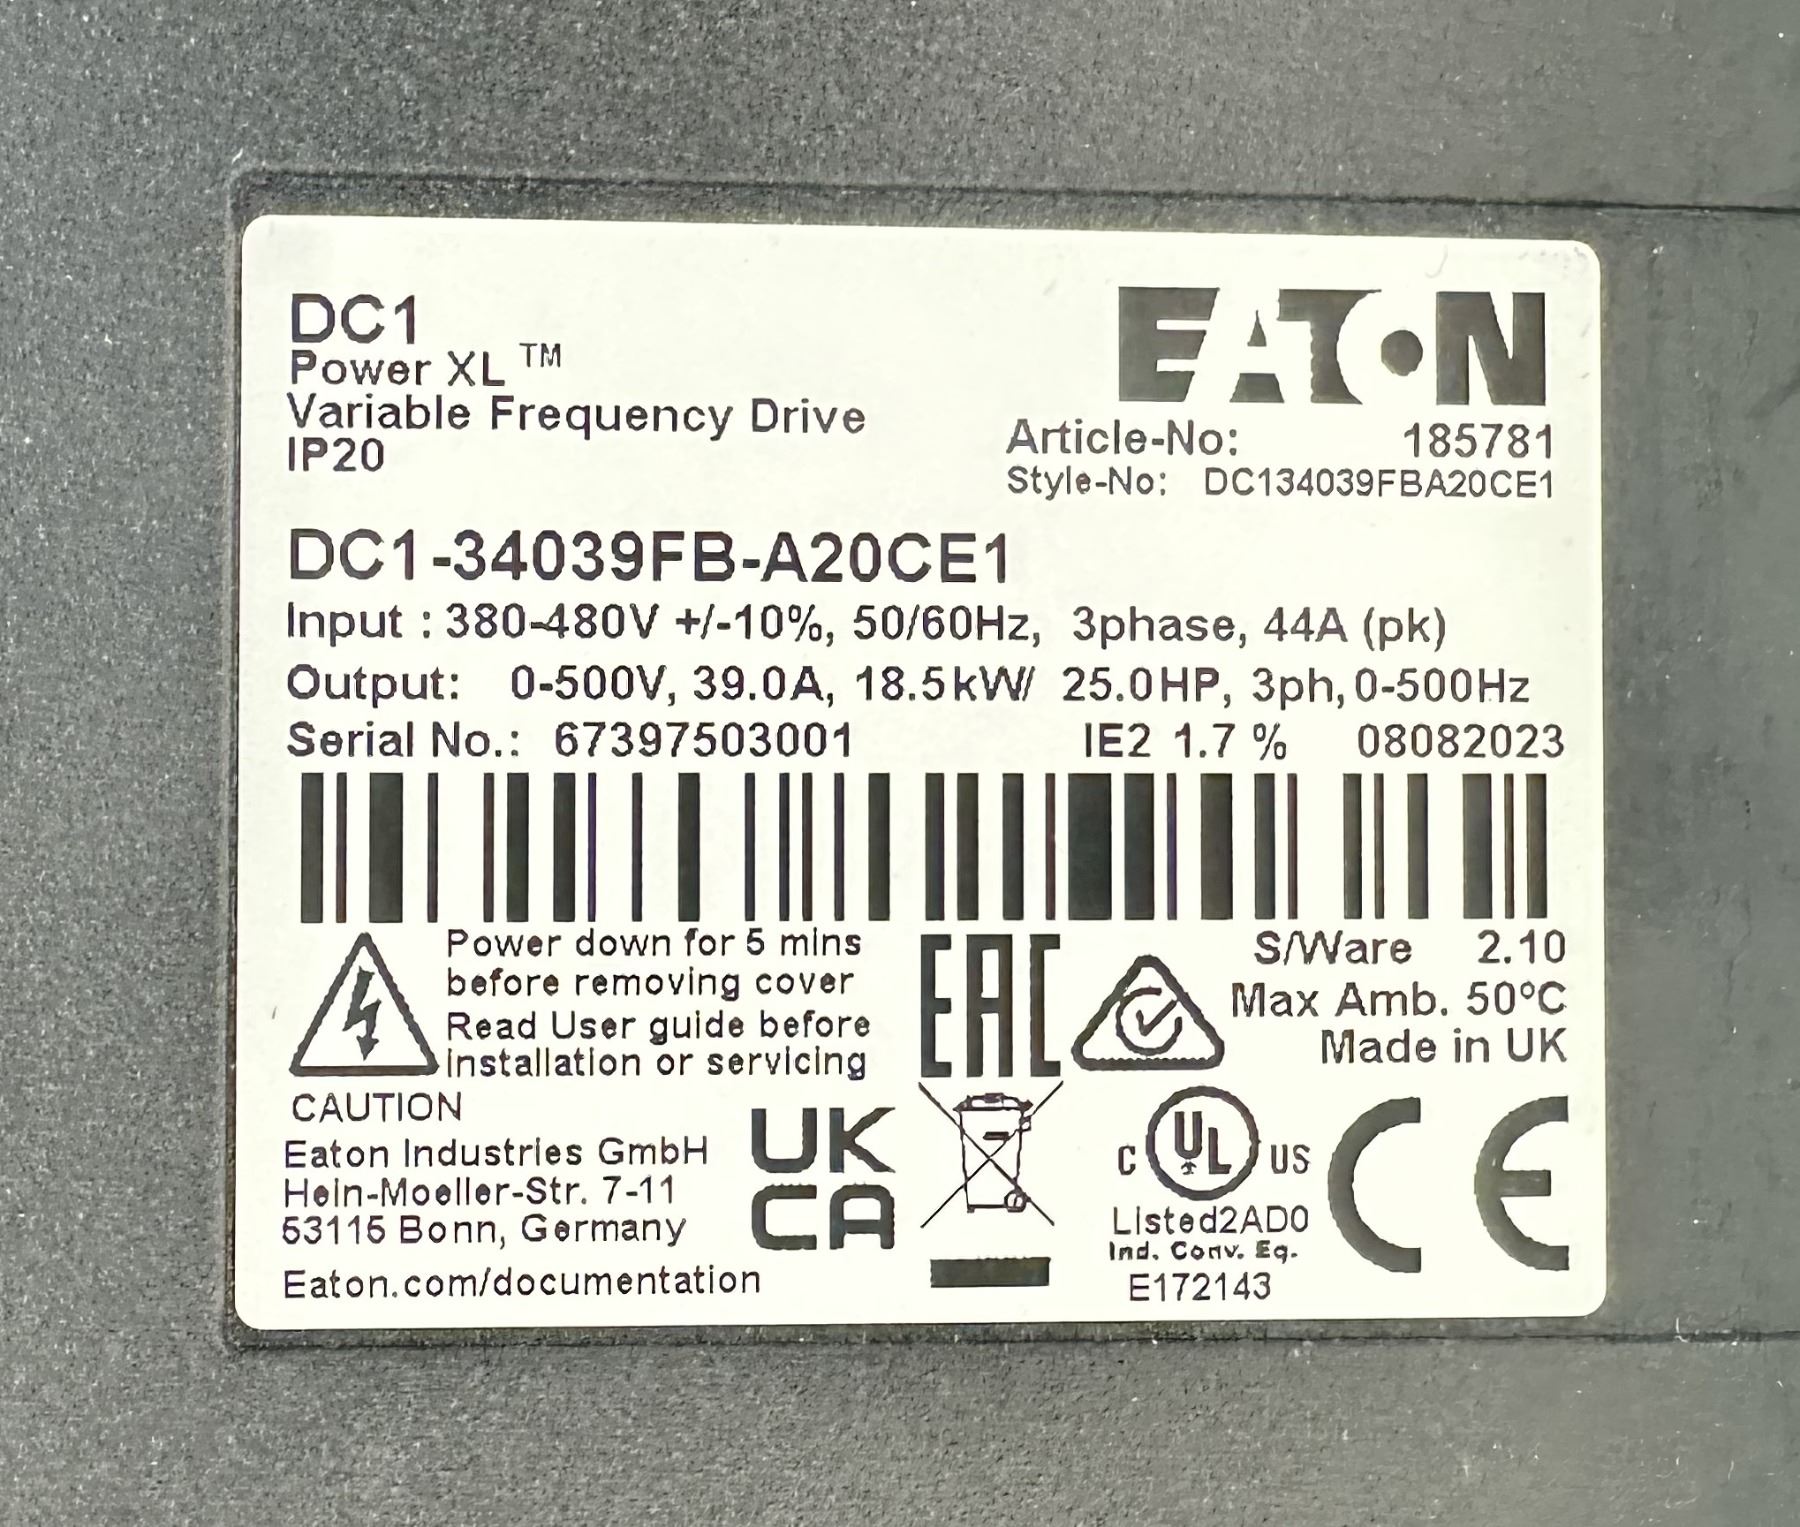 DC1
Power XL™
Variable Frequency Drive
IP20
EATON
Article-No: 185781
Style-No: DC134039FBA20CE1
DC1-34039FB-A20CE1
Input : 380-480V +/-10%, 50/60Hz, 3phase, 44A (pk)
Output: 0-500V, 39.0A, 18.5kW/ 25.0HP, 3ph, 0-500Hz
Serial No.: 67397503001 IE2 1.7 % 08082023
Power down for 5 mins
before removing cover
Read User guide before
installation or servicing
CAUTION
EAC
S/Ware 2.10
Max Amb. 50°C
Made in UK
Eaton Industries GmbH
Hein-Moeller-Str. 7-11
53115 Bonn, Germany
Eaton.com/documentation
UK
CA
C UL US
Listed2AD0
Ind. Conv. Eq.
E172143
CE